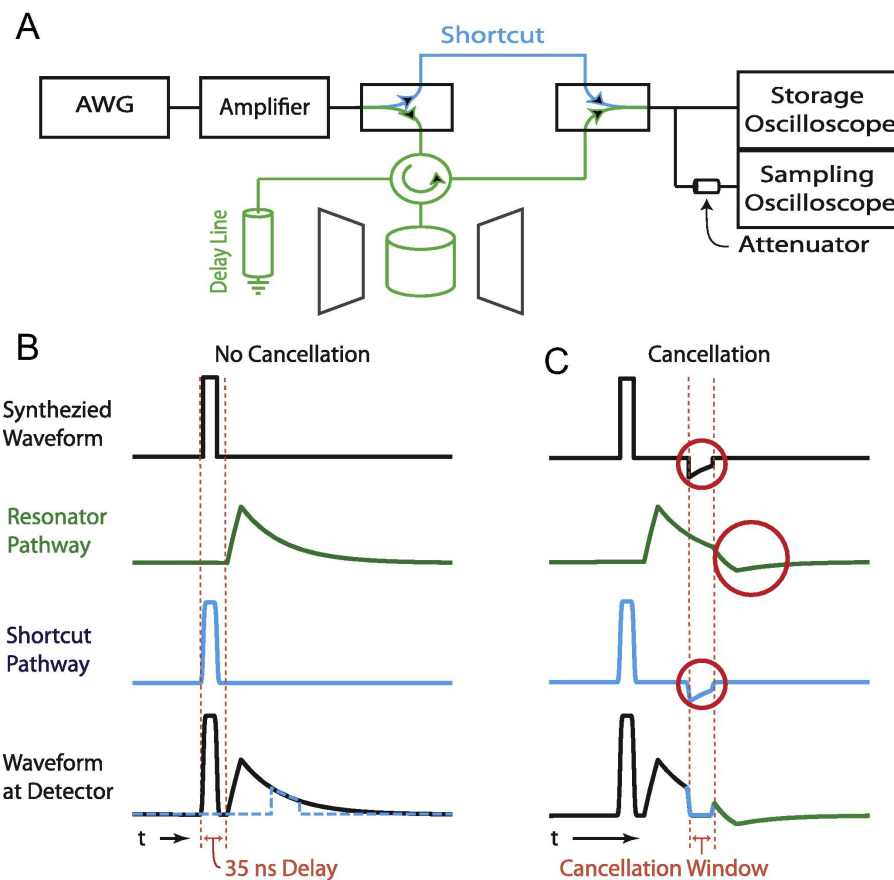 A
Shortcut
AWG
Amplifier
Storage
Oscilloscope
Sampling
Oscilloscope
Attenuator
Delay Line
B
No Cancellation
C
Cancellation
Synthezied
Waveform
Resonator
Pathway
Shortcut
Pathway
Waveform
at Detector
t
35 ns Delay
t
Cancellation Window